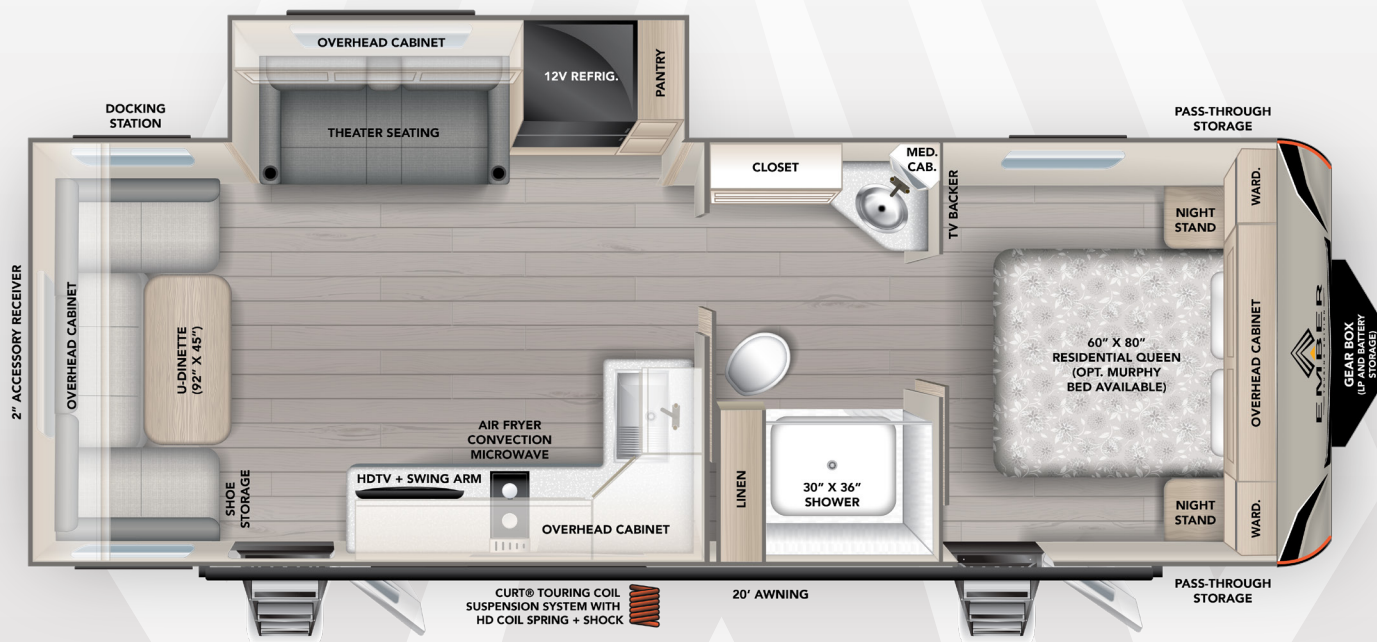 OVERHEAD CABINET
12V REFRIG.
PANTRY
THEATER SEATING
DOCKING
STATION
PASS-THROUGH
STORAGE
CLOSET
MED.
CAB.
TV BACKER
WARD.
NIGHT
STAND
2" ACCESSORY RECEIVER
OVERHEAD CABINET
U-DINETTE
(92" X 45")
60" X 80"
RESIDENTIAL QUEEN
(OPT. MURPHY
BED AVAILABLE)
OVERHEAD CABINET
EMBER
GEAR BOX
(LP AND BATTERY
STORAGE)
AIR FRYER
CONVECTION
MICROWAVE
HDTV + SWING ARM
SHOE
STORAGE
OVERHEAD CABINET
LINEN
30" X 36"
SHOWER
NIGHT
STAND
WARD.
CURT® TOURING COIL
SUSPENSION SYSTEM WITH
HD COIL SPRING + SHOCK
20' AWNING
PASS-THROUGH
STORAGE